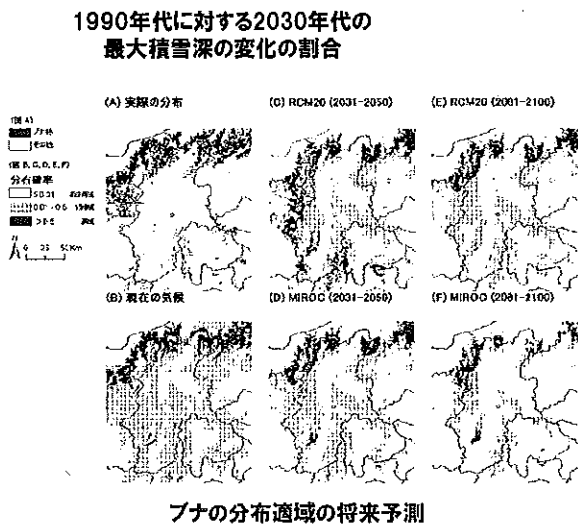 1990年代に対する2030年代の
最大積雪深の変化の割合
(A) 実際の分布
(C) RCM20 (2031-2050)
(E) RCM20 (2081-2100)
分布確率
(B) 現在の気候
(D) MIROC (2031-2050)
(F) MIROC (2081-2100)
ブナの分布適域の将来予測